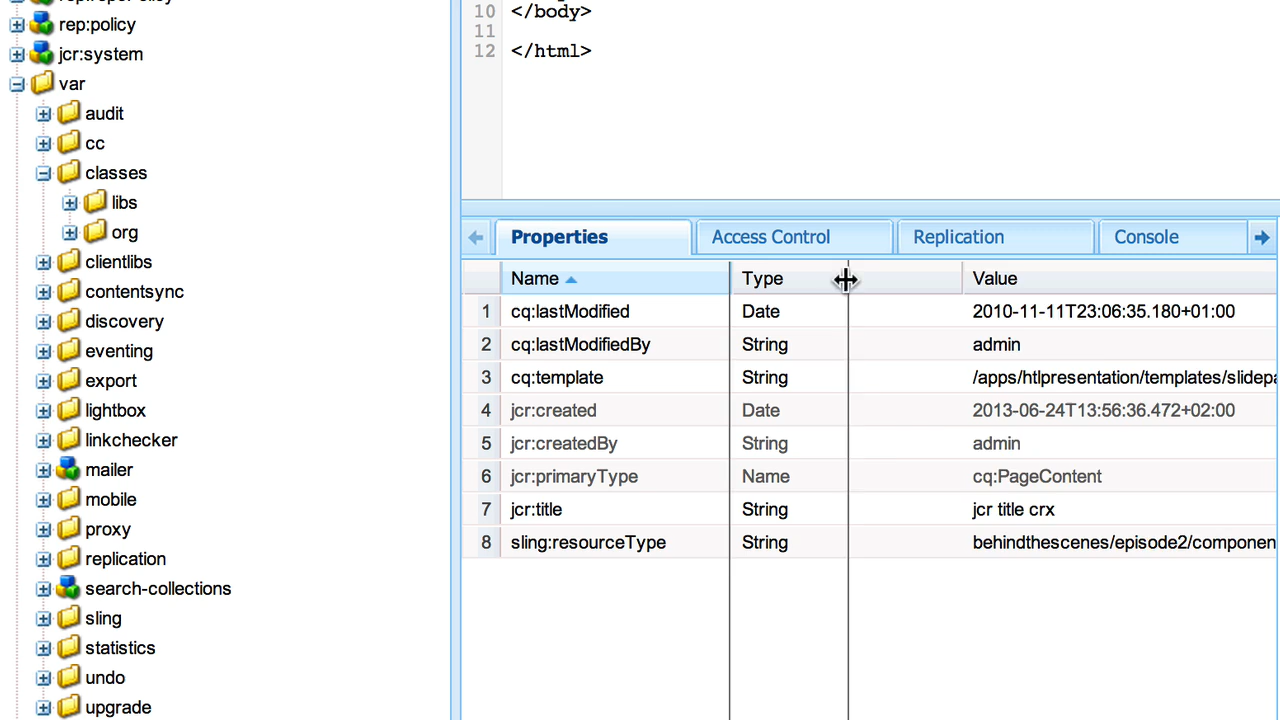 rep:policy
jcr:system
var
audit
cc
classes
libs
org
clientlibs
contentsync
discovery
eventing
export
lightbox
linkchecker
mailer
mobile
proxy
replication
search-collections
sling
statistics
undo
upgrade
10 </body>
11
12 </html>
Properties Access Control Replication Console
Name Type Value
1 cq:lastModified Date 2010-11-11T23:06:35.180+01:00
2 cq:lastModifiedBy String admin
3 cq:template String /apps/htlpresentation/templates/slidepa
4 jcr:created Date 2013-06-24T13:56:36.472+02:00
5 jcr:createdBy String admin
6 jcr:primaryType Name cq:PageContent
7 jcr:title String jcr title crx
8 sling:resourceType String behindthescenes/episode2/componen